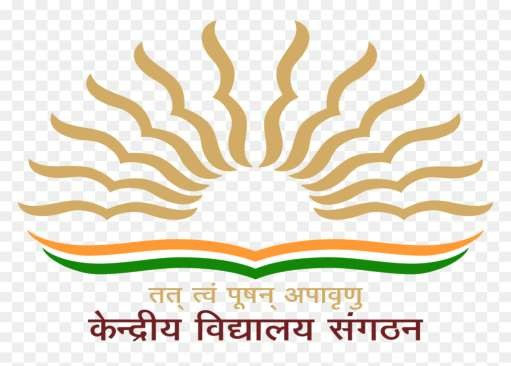 तत् त्वं पूषन् अपावृणु
केन्द्रीय विद्यालय संगठन